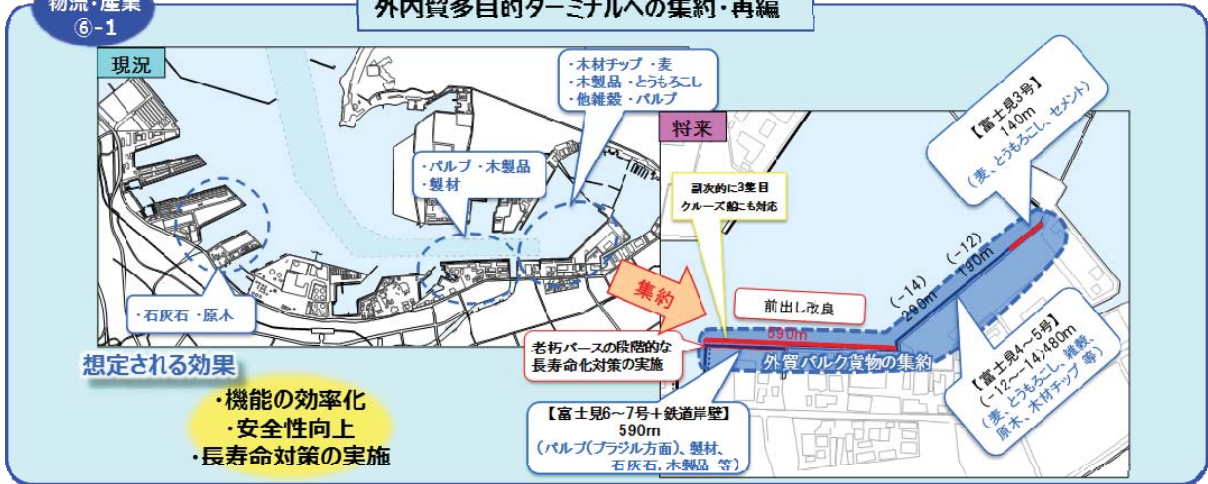 物流・産業
⑥-1
外内貿多目的ターミナルへの集約・再編
現況
・木材チップ ・麦
・木製品 ・とうもろこし
・他雑穀 ・パルプ
・パルプ ・木製品
・製材
・石灰石 ・原木
集約
将来
副次的に3隻目
クルーズ船にも対応
【富士見3号】
140m
(麦、とうもろこし、セメント)
(-12)
190m
(-14)
290m
前出し改良
590m
老朽バースの段階的な
長寿命化対策の実施
外貿バルク貨物の集約
【富士見4~5号】
(-12~-14)480m
(麦、とうもろこし、雑穀、
原木、木材チップ 等)
【富士見6~7号+鉄道岸壁】
590m
(パルプ(ブラジル方面)、製材、
石灰石、木製品 等)
想定される効果
・機能の効率化
・安全性向上
・長寿命対策の実施